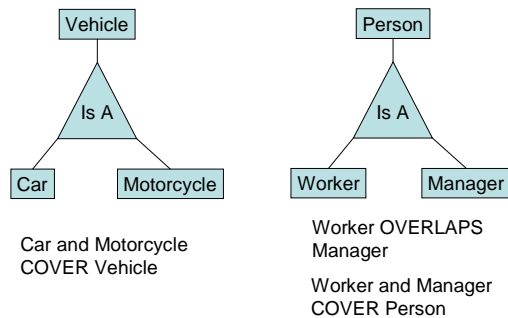 Vehicle
Is A
Car
Motorcycle
Car and Motorcycle
COVER Vehicle
Person
Is A
Worker
Manager
Worker OVERLAPS
Manager
Worker and Manager
COVER Person